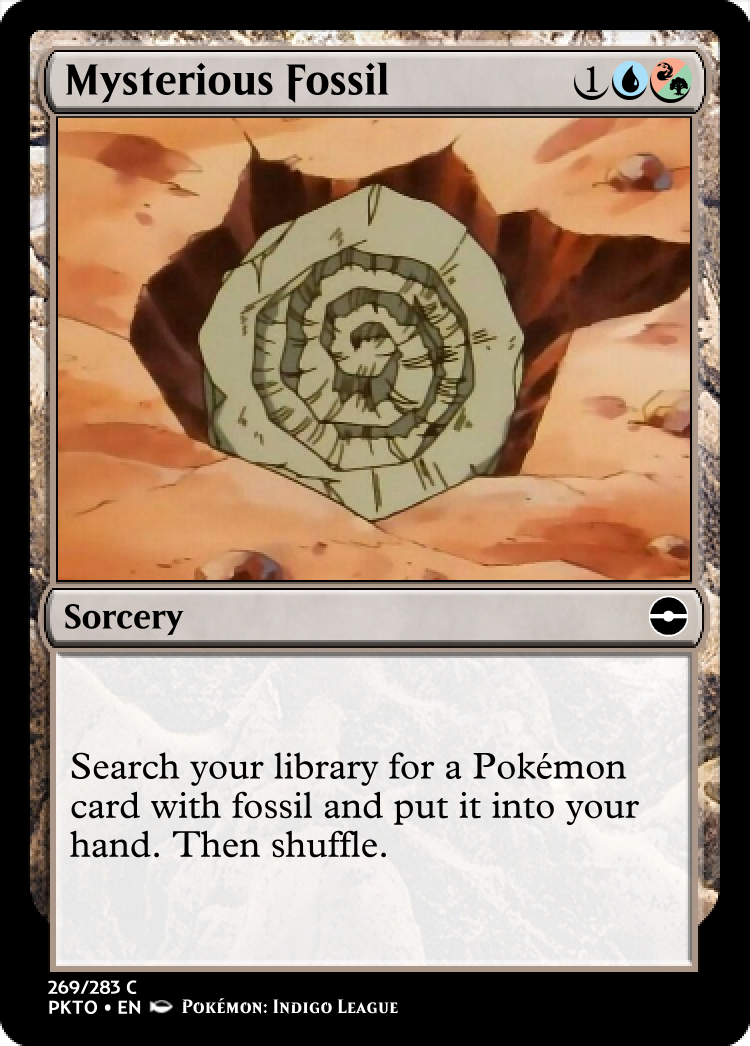 Mysterious Fossil 1
Sorcery
Search your library for a Pokémon
card with fossil and put it into your
hand. Then shuffle.
269/283 C
PKTO • EN Pokémon: Indigo League